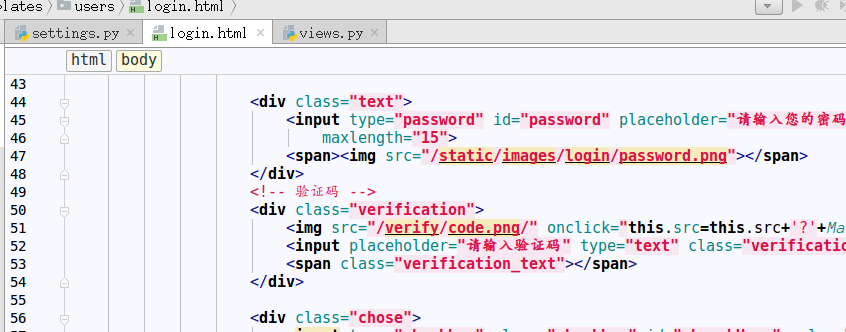 lates users login.html
settings.py login.html views.py
html body
43
44 <div class="text">
45 <input type="password" id="password" placeholder="请输入您的密码
46 maxlength="15">
47 <span><img src="/static/images/login/password.png"></span>
48 </div>
49 <!-- 验证码 -->
50 <div class="verification">
51 <img src="/verify/code.png/" onclick="this.src=this.src+'?'+Ma
52 <input placeholder="请输入验证码" type="text" class="verificatio
53 <span class="verification_text"></span>
54 </div>
55
56 <div class="chose">